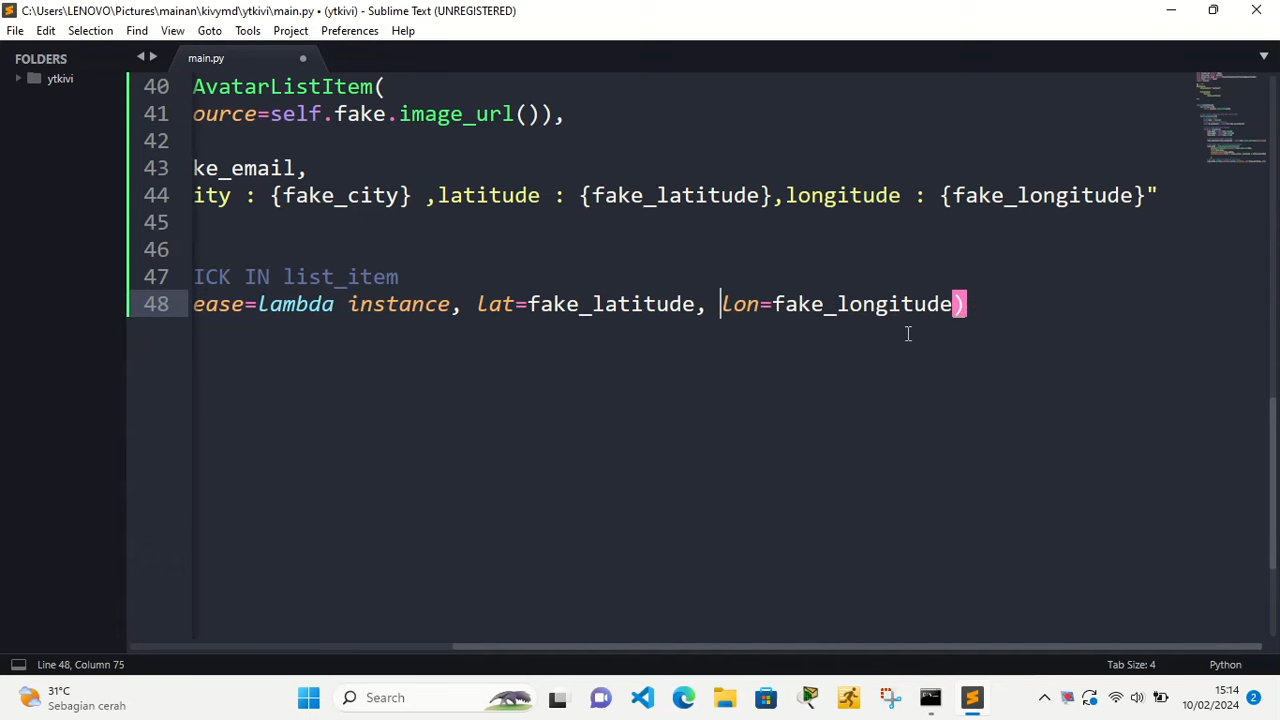 C:\Users\LENOVO\Pictures\mainan\kivymd\ytkivi\main.py • (ytkivi) - Sublime Text (UNREGISTERED)
File Edit Selection Find View Goto Tools Project Preferences Help
FOLDERS
ytkivi
main.py
40 AvatarListItem(
41 ource=self.fake.image_url()),
42
43 ke_email,
44 ity : {fake_city} ,latitude : {fake_latitude},longitude : {fake_longitude}"
45
46
47 ICK IN list_item
48 ease=lambda instance, lat=fake_latitude, lon=fake_longitude)
Line 48, Column 75
Tab Size: 4
Python
31°C
Sebagian cerah
Search
15:14
10/02/2024
2